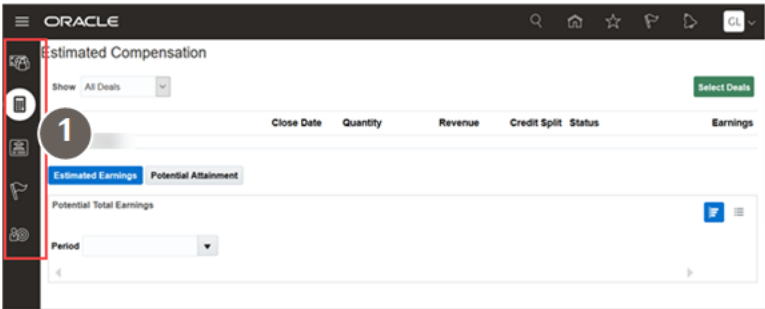 ORACLE
GL
Estimated Compensation
Show All Deals
Select Deals
Close Date Quantity Revenue Credit Split Status Earnings
1
Estimated Earnings Potential Attainment
Potential Total Earnings
Period